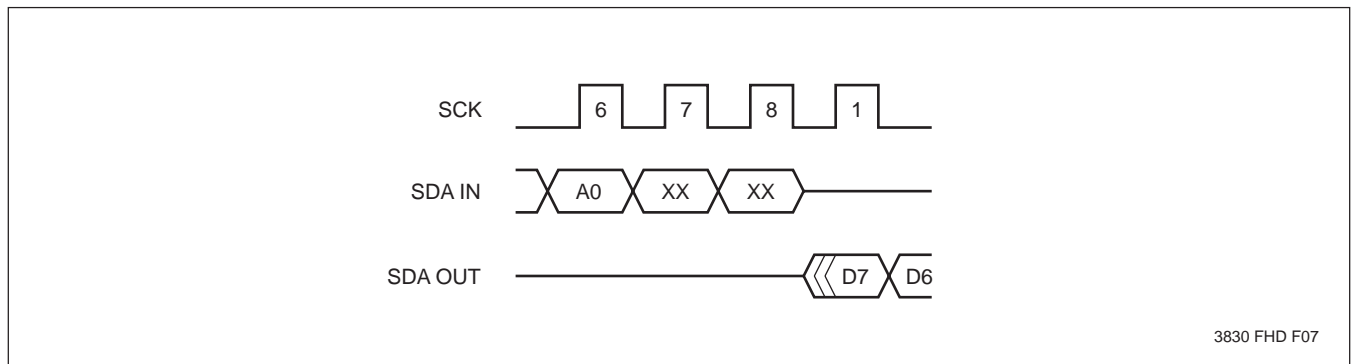 SCK 6 7 8 1
SDA IN A0 XX XX
SDA OUT D7 D6
3830 FHD F07